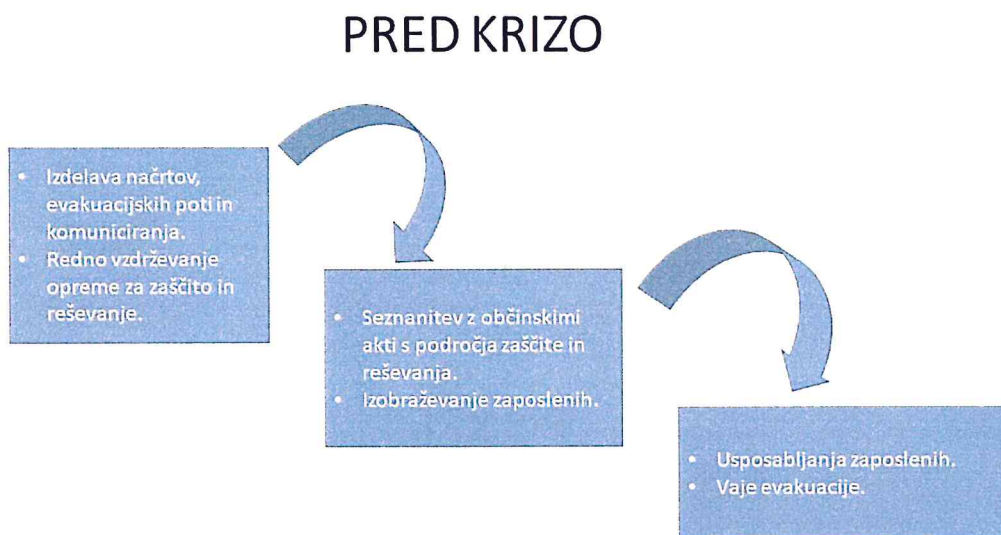 PRED KRIZO
• Izdelava načrtov,
evakuacijskih poti in
komuniciranja.
• Redno vzdrževanje
opreme za zaščito in
reševanje.
• Seznanitev z občinskimi
akti s področja zaščite in
reševanja.
• Izobraževanje zaposlenih.
• Usposabljanja zaposlenih.
• Vaje evakuacije.